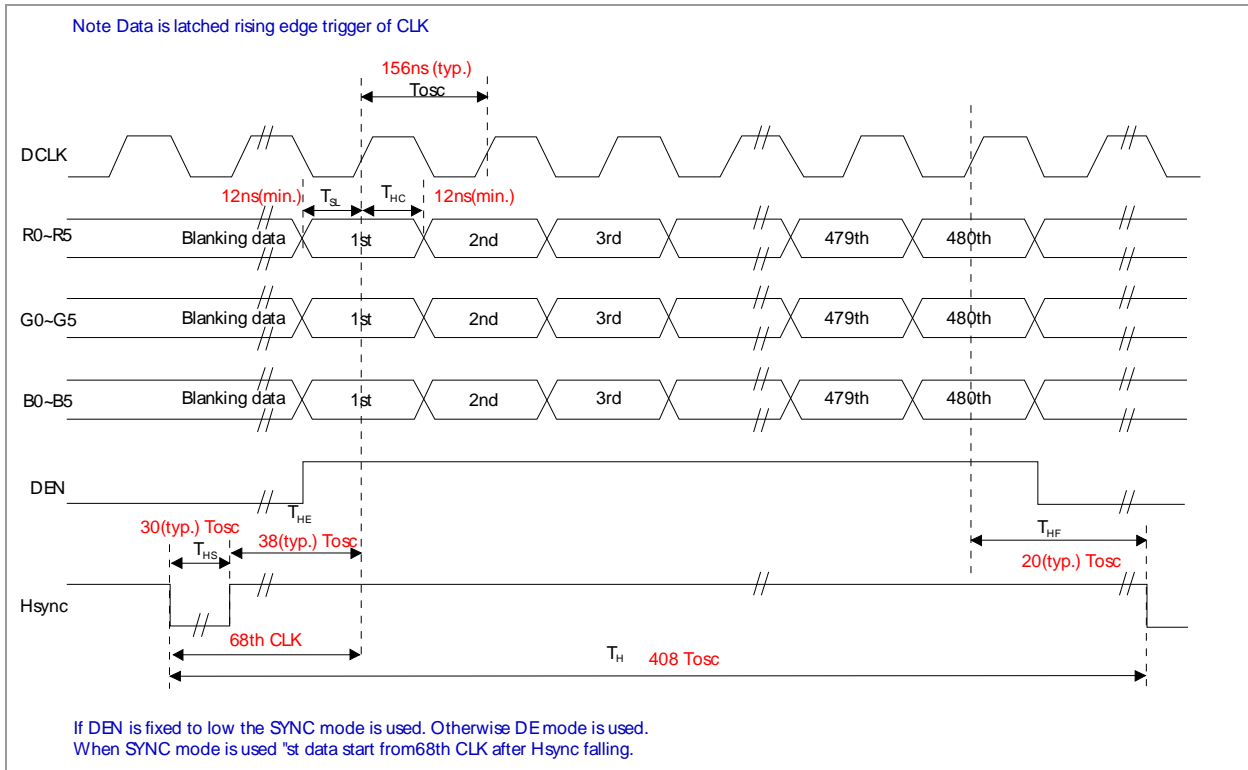 Note Data is latched rising edge trigger of CLK
156ns (typ.)
Tosc
DCLK
12ns(min.) TSL THC 12ns(min.)
R0~R5 Blanking data 1st 2nd 3rd 479th 480th
G0~G5 Blanking data 1st 2nd 3rd 479th 480th
B0~B5 Blanking data 1st 2nd 3rd 479th 480th
DEN
THE
30(typ.) Tosc
THS
38(typ.) Tosc
THF
20(typ.) Tosc
Hsync
68th CLK
TH 408 Tosc
If DEN is fixed to low the SYNC mode is used. Otherwise DE mode is used.
When SYNC mode is used "st data start from68th CLK after Hsync falling.